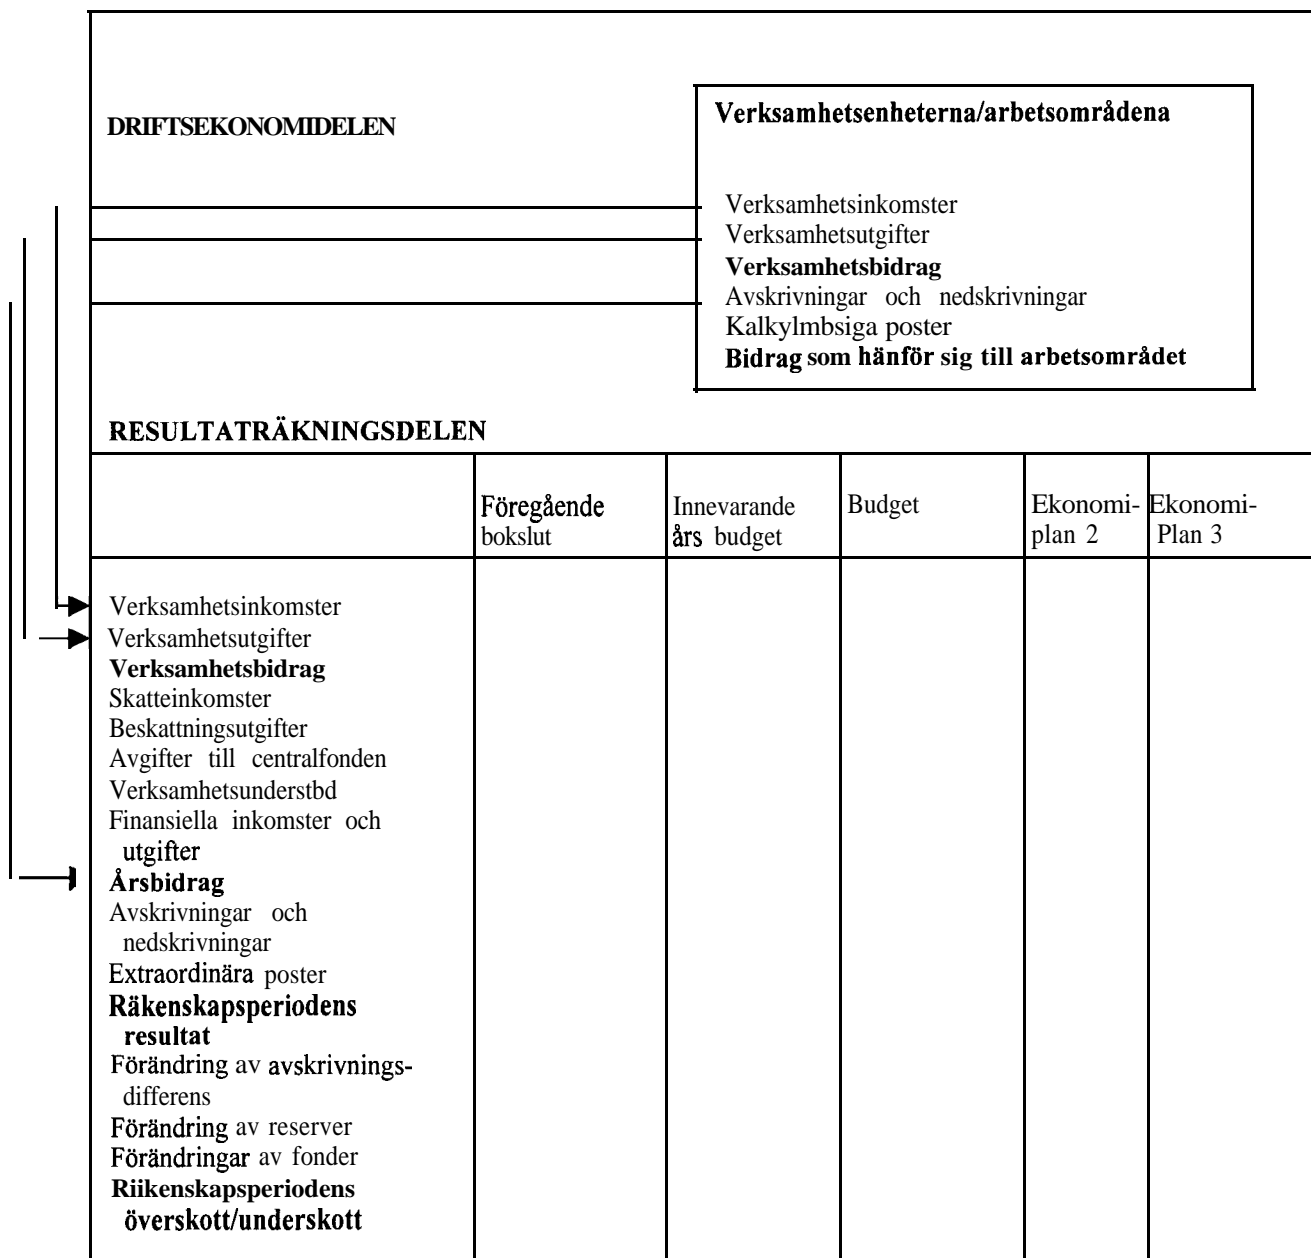 DRIFTSEKONOMIDELEN
Verksamhetsenheterna/arbetsområdena
Verksamhetsinkomster
Verksamhetsutgifter
Verksamhetsbidrag
Avskrivningar och nedskrivningar
Kalkylmbsiga poster
Bidrag som hänför sig till arbetsområdet
RESULTATRÄKNINGSDELEN
Föregående bokslut
Innevarande års budget
Budget
Ekonomi- plan 2
Ekonomi- Plan 3
Verksamhetsinkomster
Verksamhetsutgifter
Verksamhetsbidrag
Skatteinkomster
Beskattningsutgifter
Avgifter till centralfonden
Verksamhetsunderstbd
Finansiella inkomster och
utgifter
Årsbidrag
Avskrivningar och
nedskrivningar
Extraordinära poster
Räkenskapsperiodens
resultat
Förändring av avskrivnings-
differens
Förändring av reserver
Förändringar av fonder
Riikenskapsperiodens
överskott/underskott